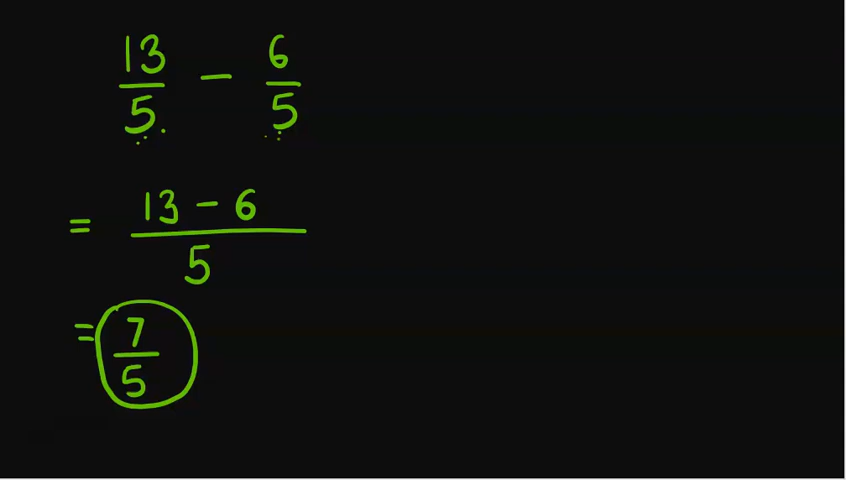 13/5 - 6/5
= (13 - 6)/5
= 7/5